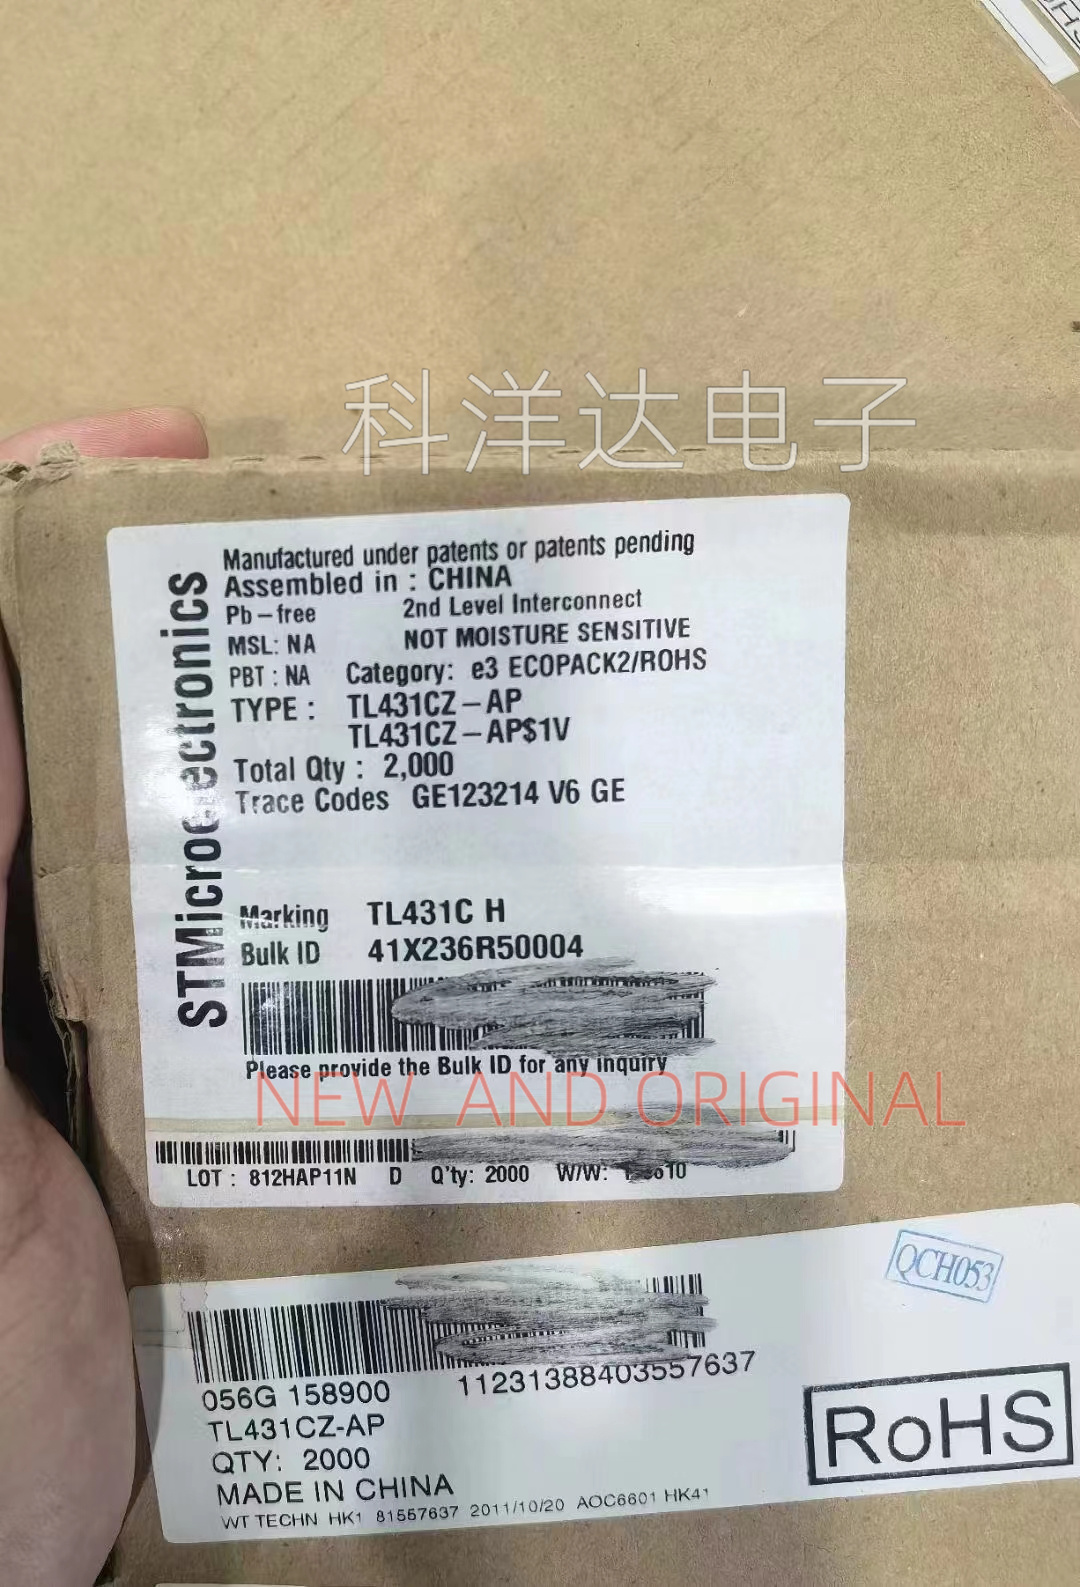 科洋达电子
STMicroelectronics
Manufactured under patents or patents pending
Assembled in : CHINA
Pb-free 2nd Level Interconnect
MSL: NA NOT MOISTURE SENSITIVE
PBT : NA Category: e3 ECOPACK2/ROHS
TYPE : TL431CZ-AP
TL431CZ-AP$1V
Total Qty : 2,000
Trace Codes GE123214 V6 GE
Marking TL431C H
Bulk ID 41X236R50004
Please provide the Bulk ID for any inquiry
NEW AND ORIGINAL
LOT : 812HAP11N D Q'ty: 2000 W/W:
QCH053
056G 158900 11231388403557637
TL431CZ-AP
QTY: 2000
MADE IN CHINA
RoHS
WT TECHN HK1 81557637 2011/10/20 AOC6601 HK41